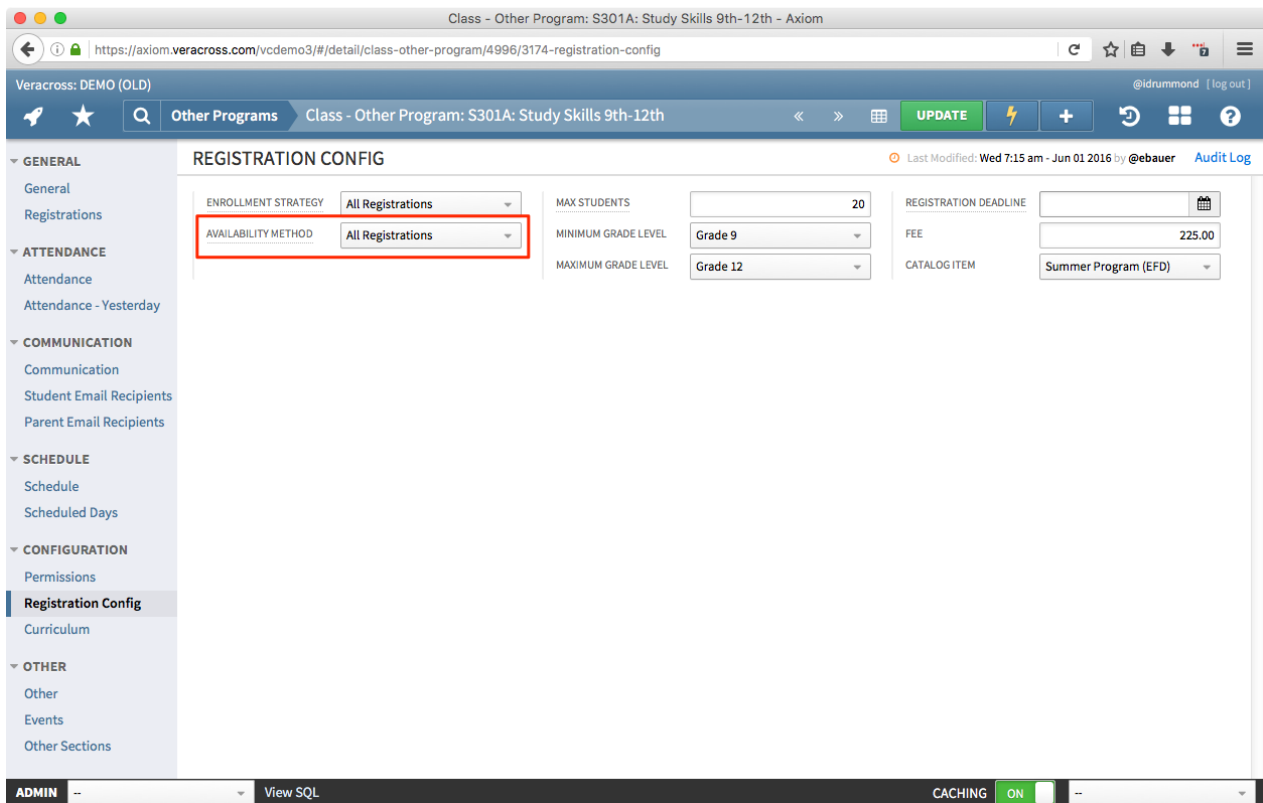 Class - Other Program: S301A: Study Skills 9th-12th - Axiom
https://axiom.veracross.com/vcdemo3/#/detail/class-other-program/4996/3174-registration-config
Veracross: DEMO (OLD)
@idrummond [ log out ]
Other Programs
Class - Other Program: S301A: Study Skills 9th-12th
UPDATE
GENERAL
General
Registrations
ATTENDANCE
Attendance
Attendance - Yesterday
COMMUNICATION
Communication
Student Email Recipients
Parent Email Recipients
SCHEDULE
Schedule
Scheduled Days
CONFIGURATION
Permissions
Registration Config
Curriculum
OTHER
Other
Events
Other Sections
REGISTRATION CONFIG
Last Modified: Wed 7:15 am - Jun 01 2016 by @ebauer Audit Log
ENROLLMENT STRATEGY All Registrations
AVAILABILITY METHOD All Registrations
MAX STUDENTS 20
MINIMUM GRADE LEVEL Grade 9
MAXIMUM GRADE LEVEL Grade 12
REGISTRATION DEADLINE
FEE 225.00
CATALOG ITEM Summer Program (EFD)
ADMIN -- View SQL CACHING ON --